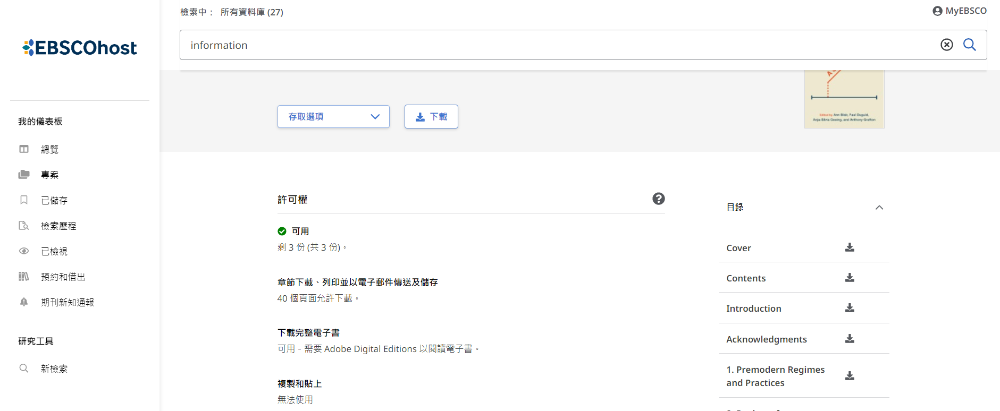 檢索中： 所有資料庫 (27)
MyEBSCO
EBSCOhost
information
我的儀表板
總覽
專案
已儲存
檢索歷程
已檢視
預約和借出
期刊新知通報
研究工具
新檢索
存取選項
下載
Edited by Ann Blair, Paul Duguid,
Anja-Silvia Goeing, and Anthony Grafton
許可權
可用
剩 3 份 (共 3 份)。
章節下載、列印並以電子郵件傳送及儲存
40 個頁面允許下載。
下載完整電子書
可用 - 需要 Adobe Digital Editions 以閱讀電子書。
複製和貼上
無法使用
目錄
Cover
Contents
Introduction
Acknowledgments
1. Premodern Regimes
and Practices